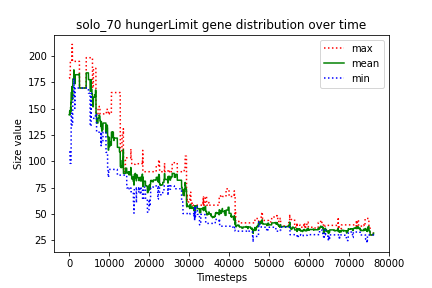 solo_70 hungerLimit gene distribution over time
max
mean
min
Size value
200
175
150
125
100
75
50
25
0
10000
20000
30000
40000
50000
60000
70000
80000
Timesteps